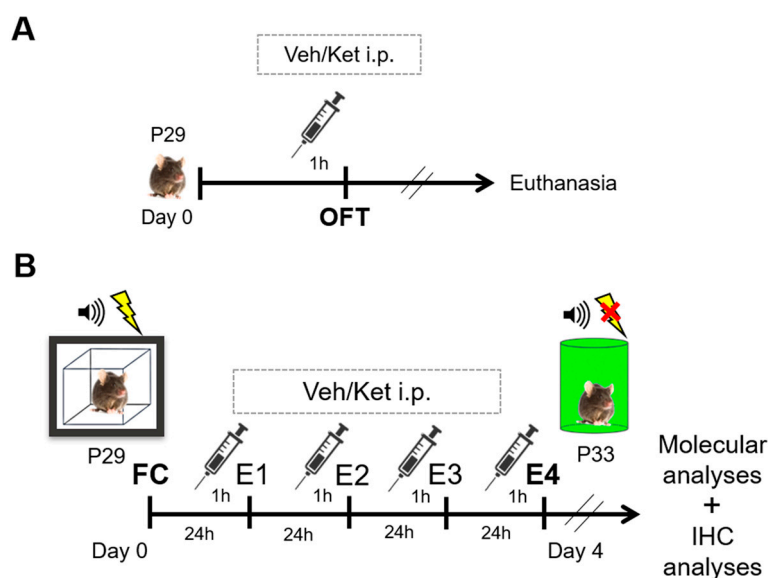 A
Veh/Ket i.p.
P29
1h
Day 0
OFT
Euthanasia
B
Veh/Ket i.p.
P29
P33
FC
E1
E2
E3
E4
1h
1h
1h
1h
24h
24h
24h
24h
Day 0
Day 4
Molecular
analyses
+
IHC
analyses